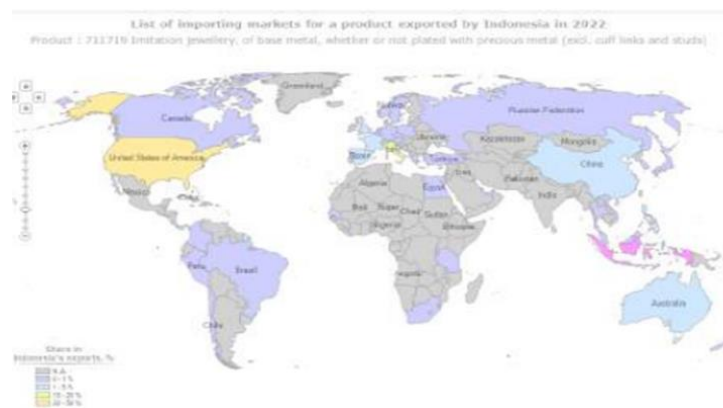 List of importing markets for a product exported by Indonesia in 2022
Product : 711719 Imitation jewellery, of base metal, whether or not plated with precious metal (excl. cuff links and studs)
Greenland
Canada
Russian Federation
Ukraine
Kazakhstan
Mongolia
United States of America
Spain
Türkiye
China
Iran
Pakistan
Mexico
Cuba
Algeria
Egypt
India
Mali Niger Chad Sudan
Nigeria
Ethiopia
Peru
Brazil
Angola
Australia
Chile
Share in
Indonesia's exports, %
N.A.
0-1%
1-5%